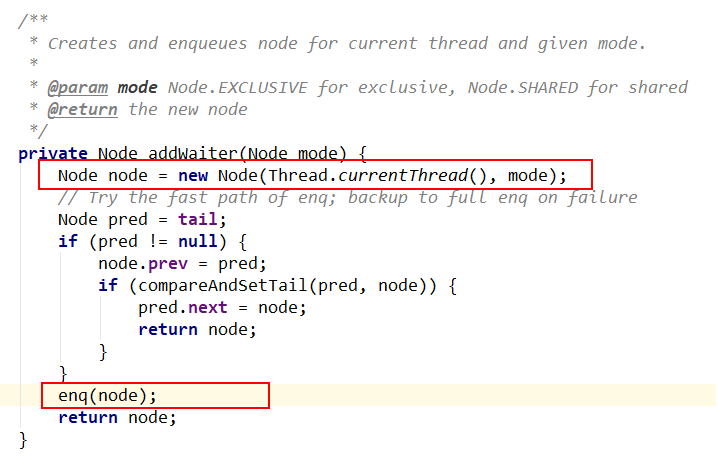 /**
 * Creates and enqueues node for current thread and given mode.
 *
 * @param mode Node.EXCLUSIVE for exclusive, Node.SHARED for shared
 * @return the new node
 */
private Node addWaiter(Node mode) {
    Node node = new Node(Thread.currentThread(), mode);
    // Try the fast path of enq; backup to full enq on failure
    Node pred = tail;
    if (pred != null) {
        node.prev = pred;
        if (compareAndSetTail(pred, node)) {
            pred.next = node;
            return node;
        }
    }
    enq(node);
    return node;
}